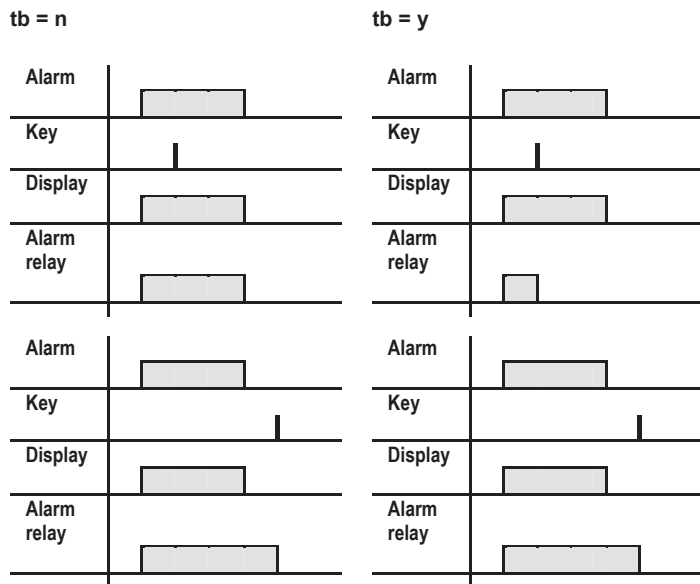 tb = n
Alarm
Key
Display
Alarm
relay
Alarm
Key
Display
Alarm
relay
tb = y
Alarm
Key
Display
Alarm
relay
Alarm
Key
Display
Alarm
relay